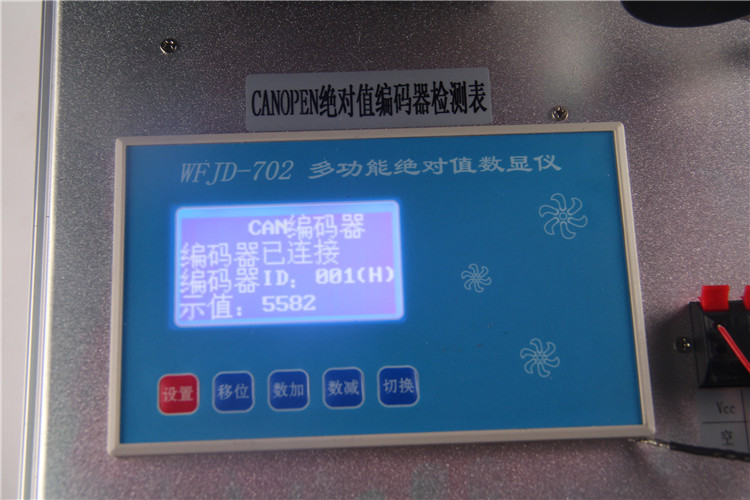 CANOPEN绝对值编码器检测表
WFJD-702 多功能绝对值数显仪
CAN编码器
编码器已连接
编码器ID: 001(H)
示值: 5582
设置 移位 数加 数减 切换
Vcc
空